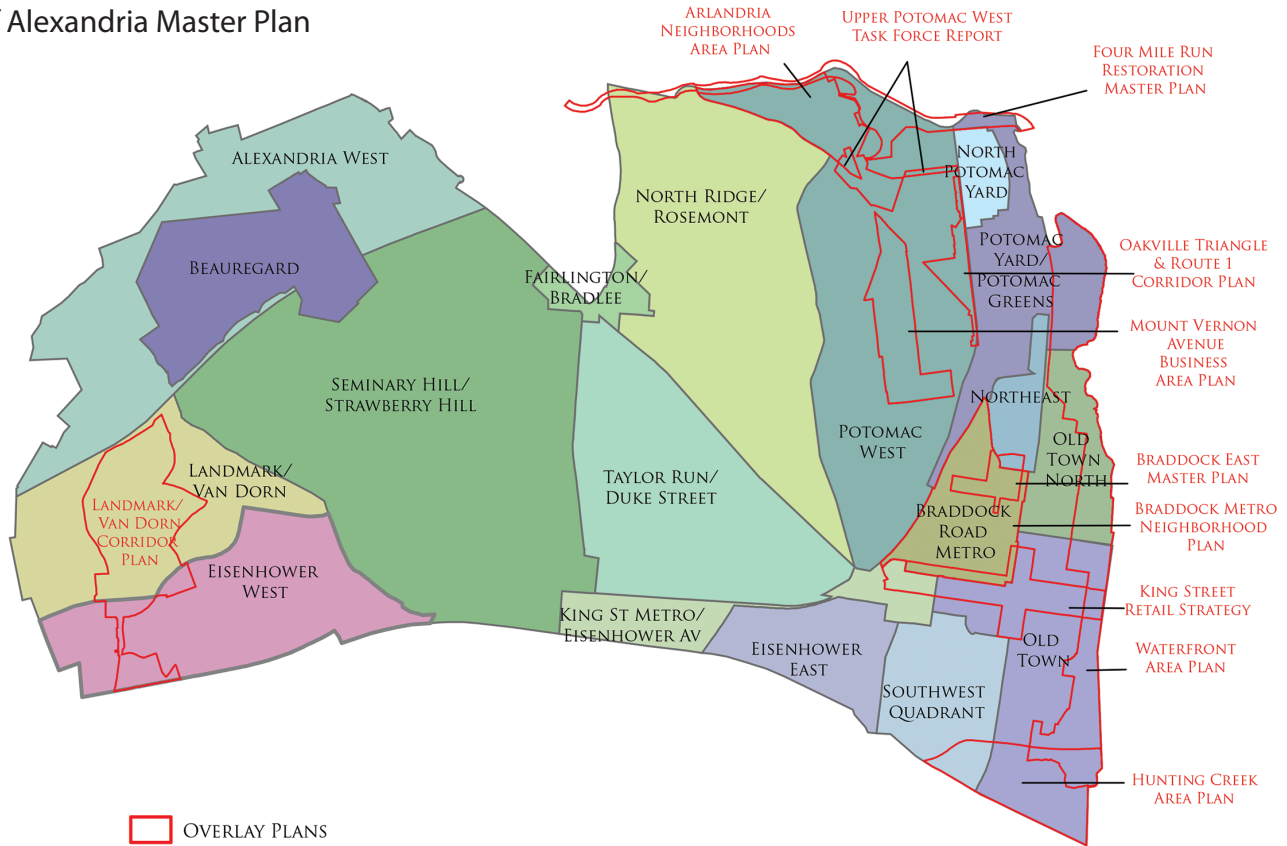 Alexandria Master Plan
Arlandria
Neighborhoods
Area Plan
Upper Potomac West
Task Force Report
Four Mile Run
Restoration
Master Plan
Alexandria West
North
Potomac
Yard
North Ridge/
Rosemont
Beauregard
Potomac
Yard/
Potomac
Greens
Oakville Triangle
& Route 1
Corridor Plan
Fairlington/
Bradlee
Mount Vernon
Avenue
Business
Area Plan
Seminary Hill/
Strawberry Hill
Northeast
Potomac
West
Old
Town
North
Landmark/
Van Dorn
Taylor Run/
Duke Street
Braddock East
Master Plan
Landmark/
Van Dorn
Corridor
Plan
Braddock
Road
Metro
Braddock Metro
Neighborhood
Plan
Eisenhower
West
King St Metro/
Eisenhower Av
King Street
Retail Strategy
Eisenhower
East
Old
Town
Waterfront
Area Plan
Southwest
Quadrant
Hunting Creek
Area Plan
Overlay Plans